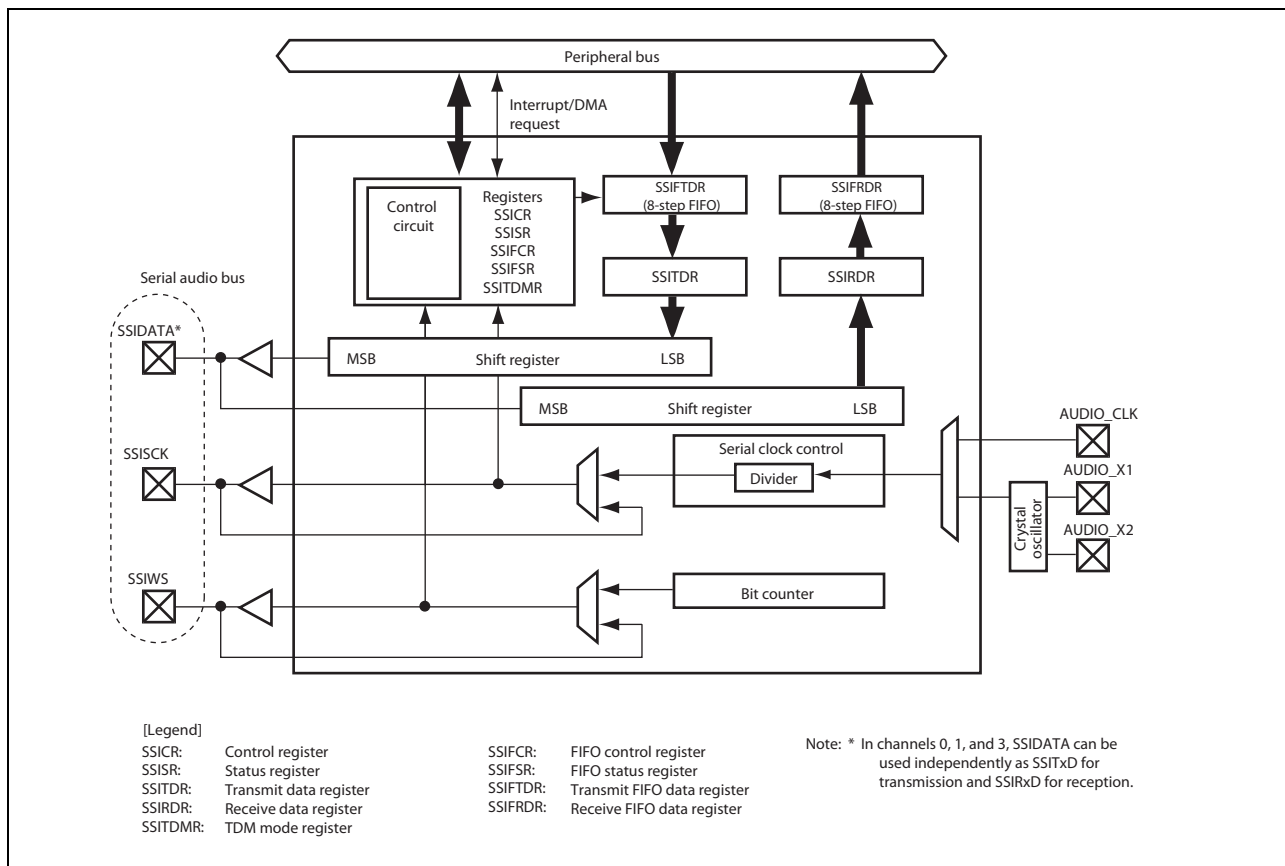 Peripheral bus
Interrupt/DMA
request
Control
circuit
Registers
SSICR
SSISR
SSIFCR
SSIFSR
SSITDMR
SSIFTDR
(8-step FIFO)
SSIFRDR
(8-step FIFO)
SSITDR
SSIRDR
Serial audio bus
SSIDATA*
MSB Shift register LSB
MSB Shift register LSB
SSISCK
Serial clock control
Divider
AUDIO_CLK
AUDIO_X1
AUDIO_X2
Crystal
oscillator
SSIWS
Bit counter
[Legend]
SSICR: Control register
SSISR: Status register
SSITDR: Transmit data register
SSIRDR: Receive data register
SSITDMR: TDM mode register
SSIFCR: FIFO control register
SSIFSR: FIFO status register
SSIFTDR: Transmit FIFO data register
SSIFRDR: Receive FIFO data register
Note: * In channels 0, 1, and 3, SSIDATA can be
used independently as SSITxD for
transmission and SSIRxD for reception.